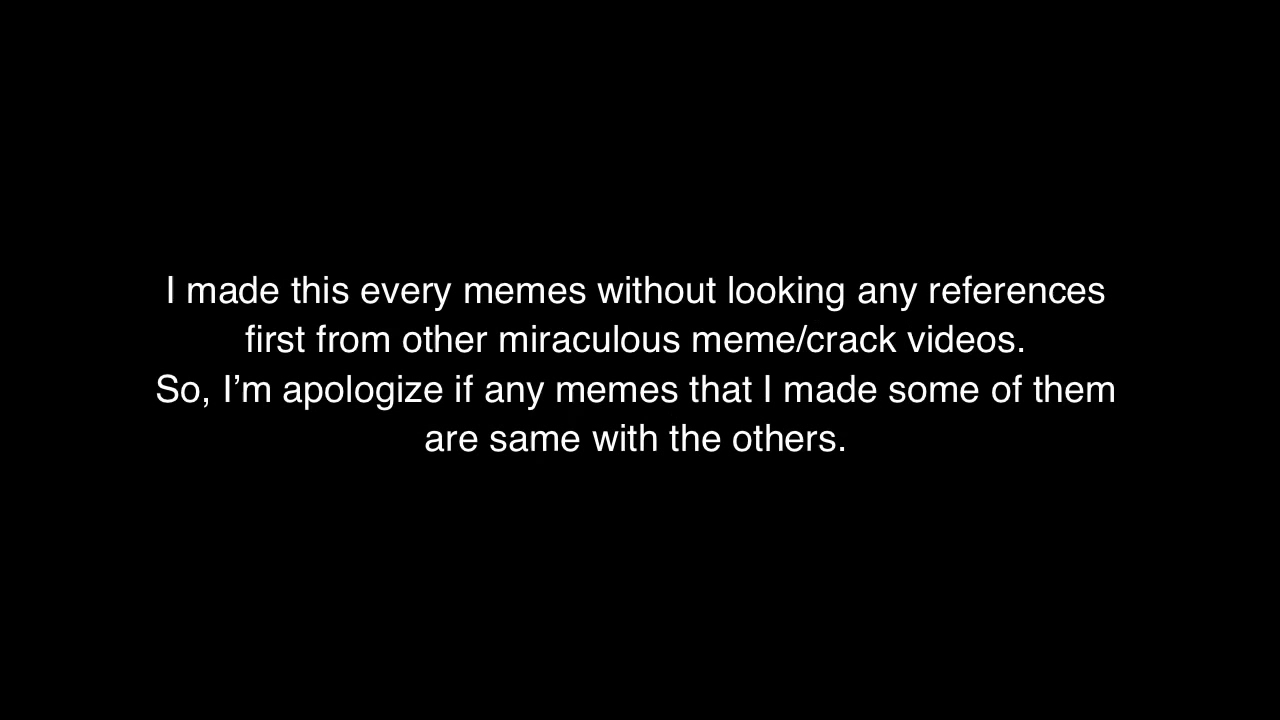 I made this every memes without looking any references
first from other miraculous meme/crack videos.
So, I’m apologize if any memes that I made some of them
are same with the others.